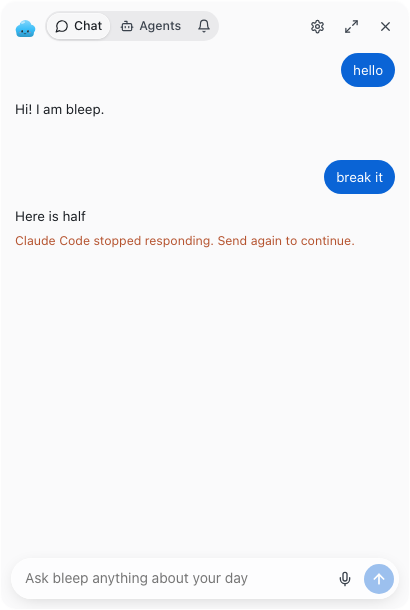 Chat
Agents
hello
Hi! I am bleep.
break it
Here is half
Claude Code stopped responding. Send again to continue.
Ask bleep anything about your day